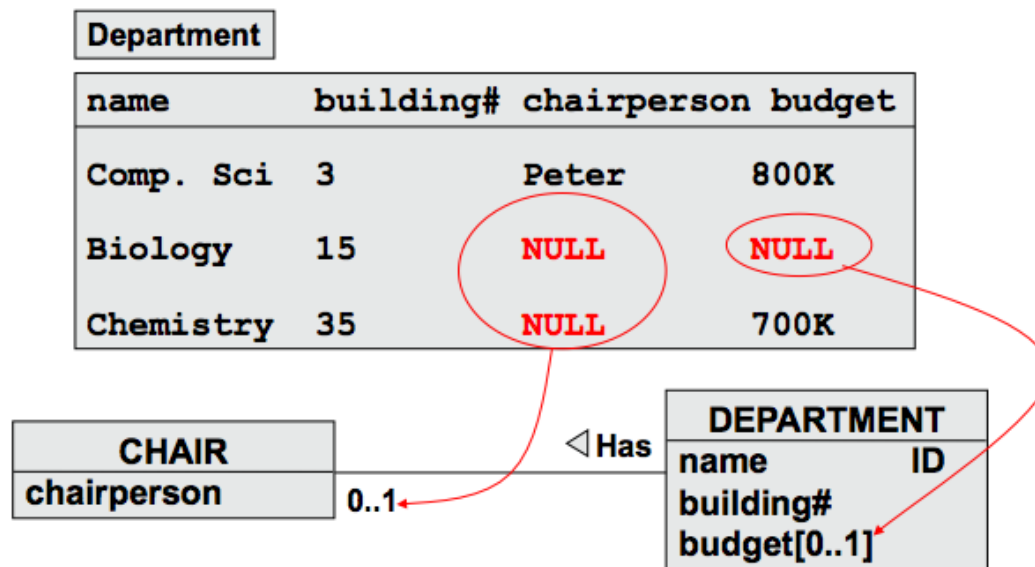 Department
name building# chairperson budget
Comp. Sci 3 Peter 800K
Biology 15 NULL NULL
Chemistry 35 NULL 700K
CHAIR
chairperson
0..1
Has
DEPARTMENT
name ID
building#
budget[0..1]